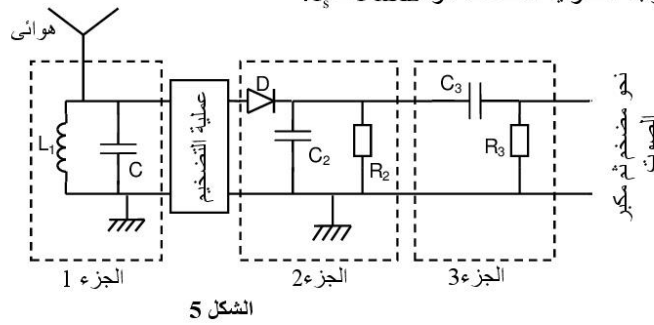 هوائي
L₁
C
عملية التضخيم
D
C₂
R₂
C₃
R₃
نحو مضخم ثم مكبر
الصوت
الجزء 1
الجزء2
الجزء3
الشكل 5